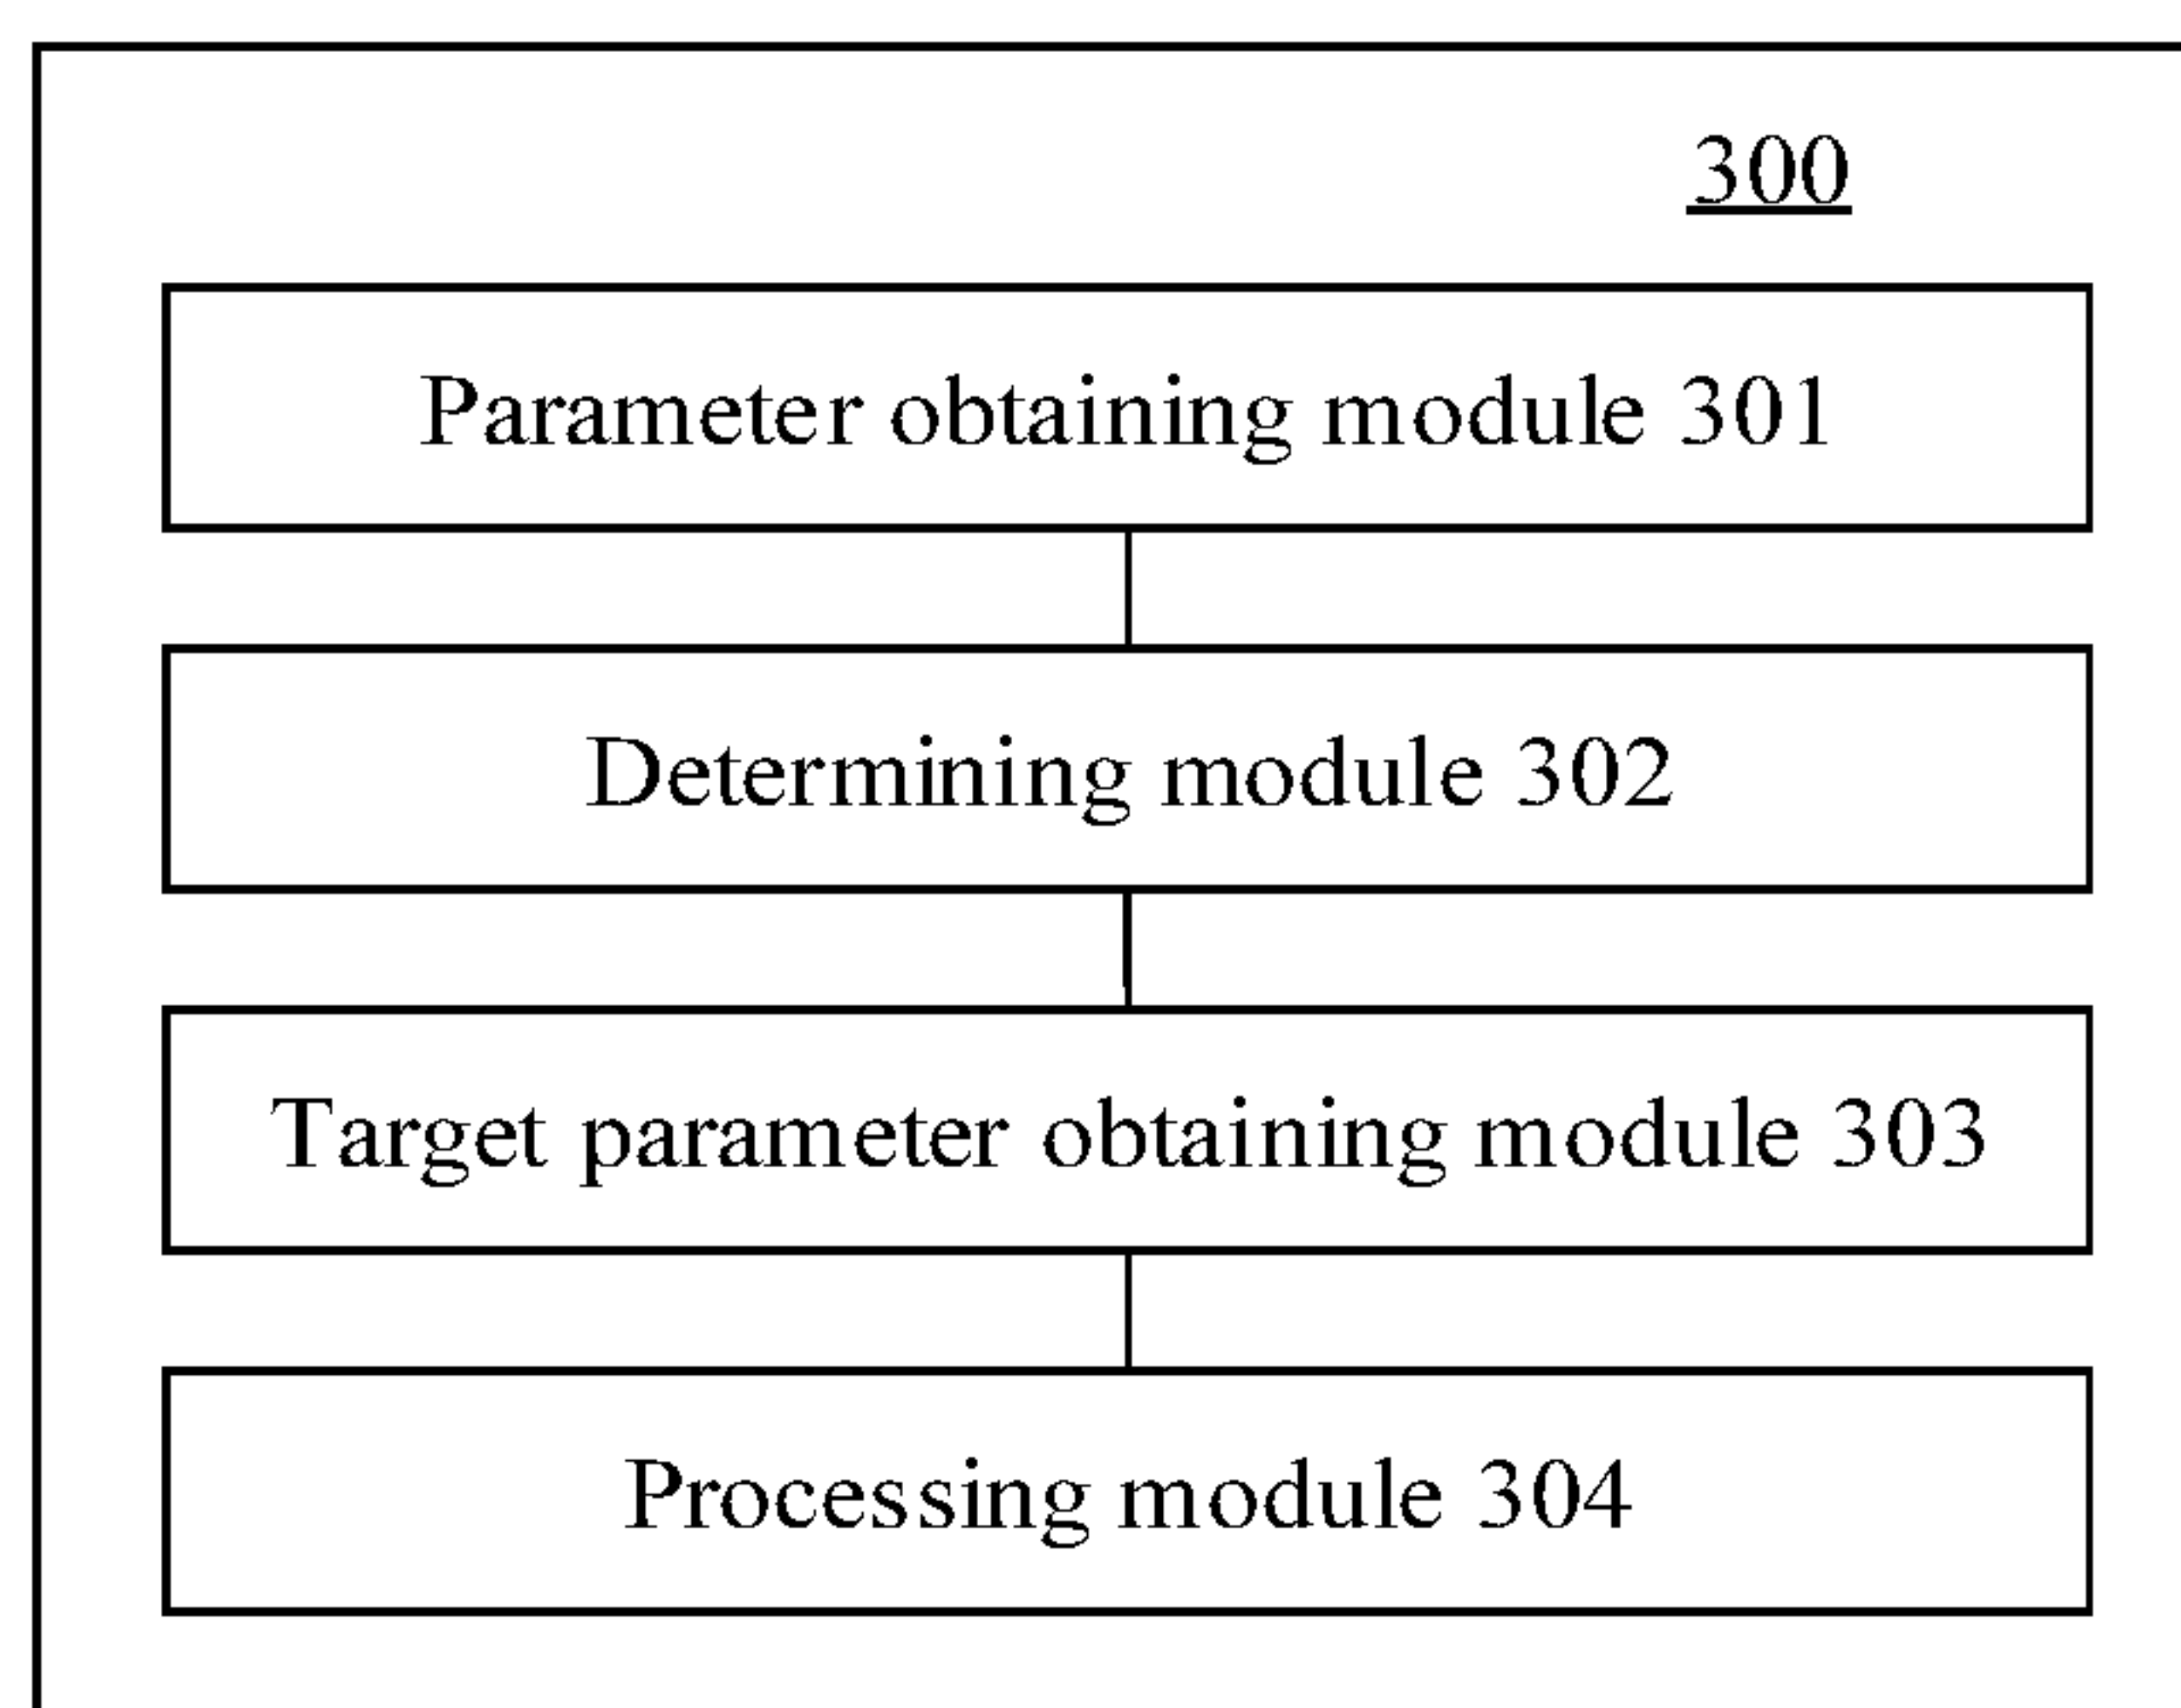 300
Parameter obtaining module 301
Determining module 302
Target parameter obtaining module 303
Processing module 304